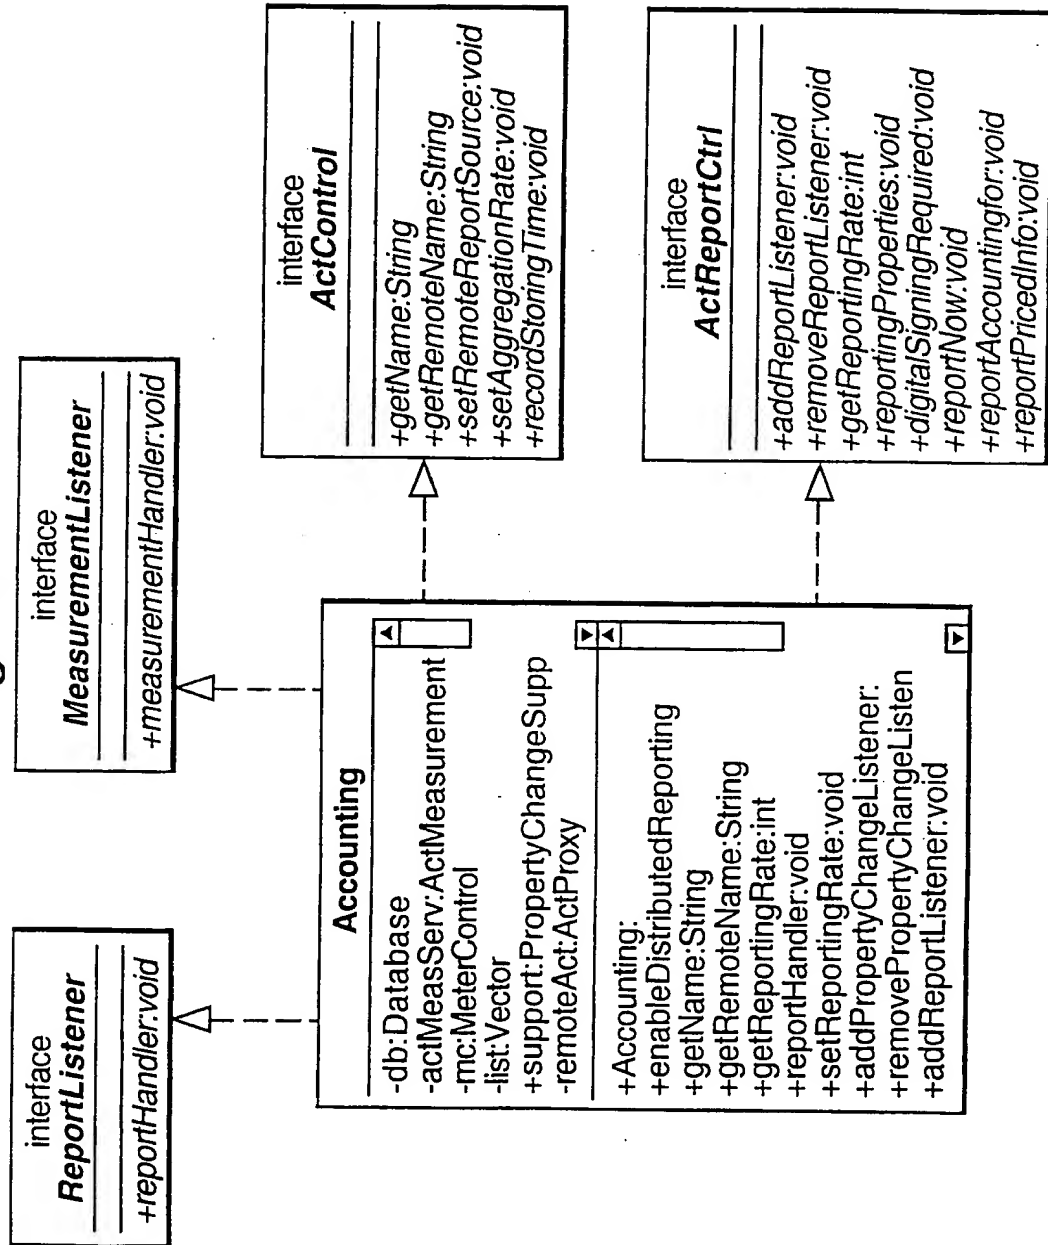 interface
ReportListener
+reportHandler:void
interface
MeasurementListener
+measurementHandler:void
Accounting
-db:Database
-actMeasServ:ActMeasurement
-mc:MeterControl
-list:Vector
+support:PropertyChangeSupp
-remoteAct:ActProxy
+Accounting:
+enableDistributedReporting
+getName:String
+getRemoteName:String
+getReportingRate:int
+reportHandler:void
+setReportingRate:void
+addPropertyChangeListener:
+removePropertyChangeListen
+addReportListener:void
interface
ActControl
+getName:String
+getRemoteName:String
+setRemoteReportSource:void
+setAggregationRate:void
+recordStoringTime:void
interface
ActReportCtrl
+addReportListener:void
+removeReportListener:void
+getReportingRate:int
+reportingProperties:void
+digitalSigningRequired:void
+reportNow:void
+reportAccountingfor:void
+reportPricedInfo:void